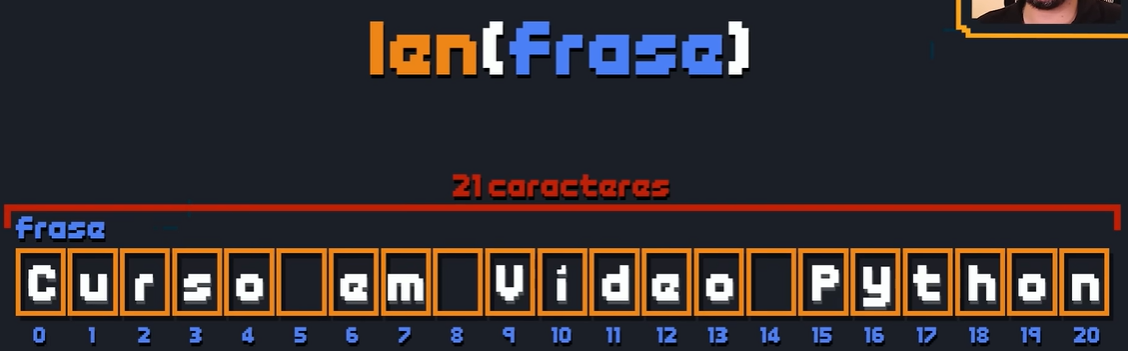 len(frase)
21 caracteres
frase
Curso em Video Python
0 1 2 3 4 5 6 7 8 9 10 11 12 13 14 15 16 17 18 19 20